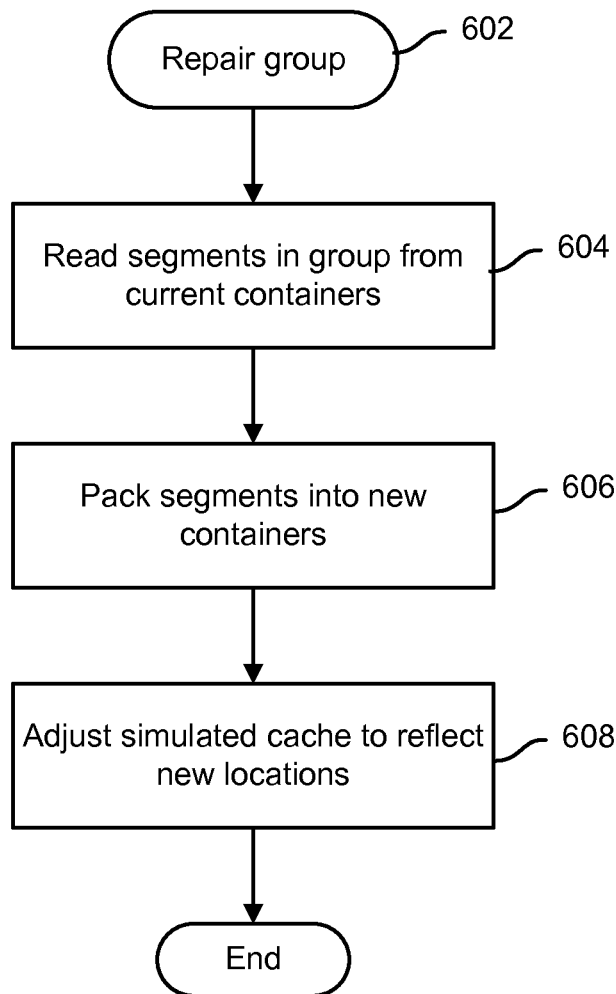 Repair group
602
Read segments in group from
current containers
604
Pack segments into new
containers
606
Adjust simulated cache to reflect
new locations
608
End